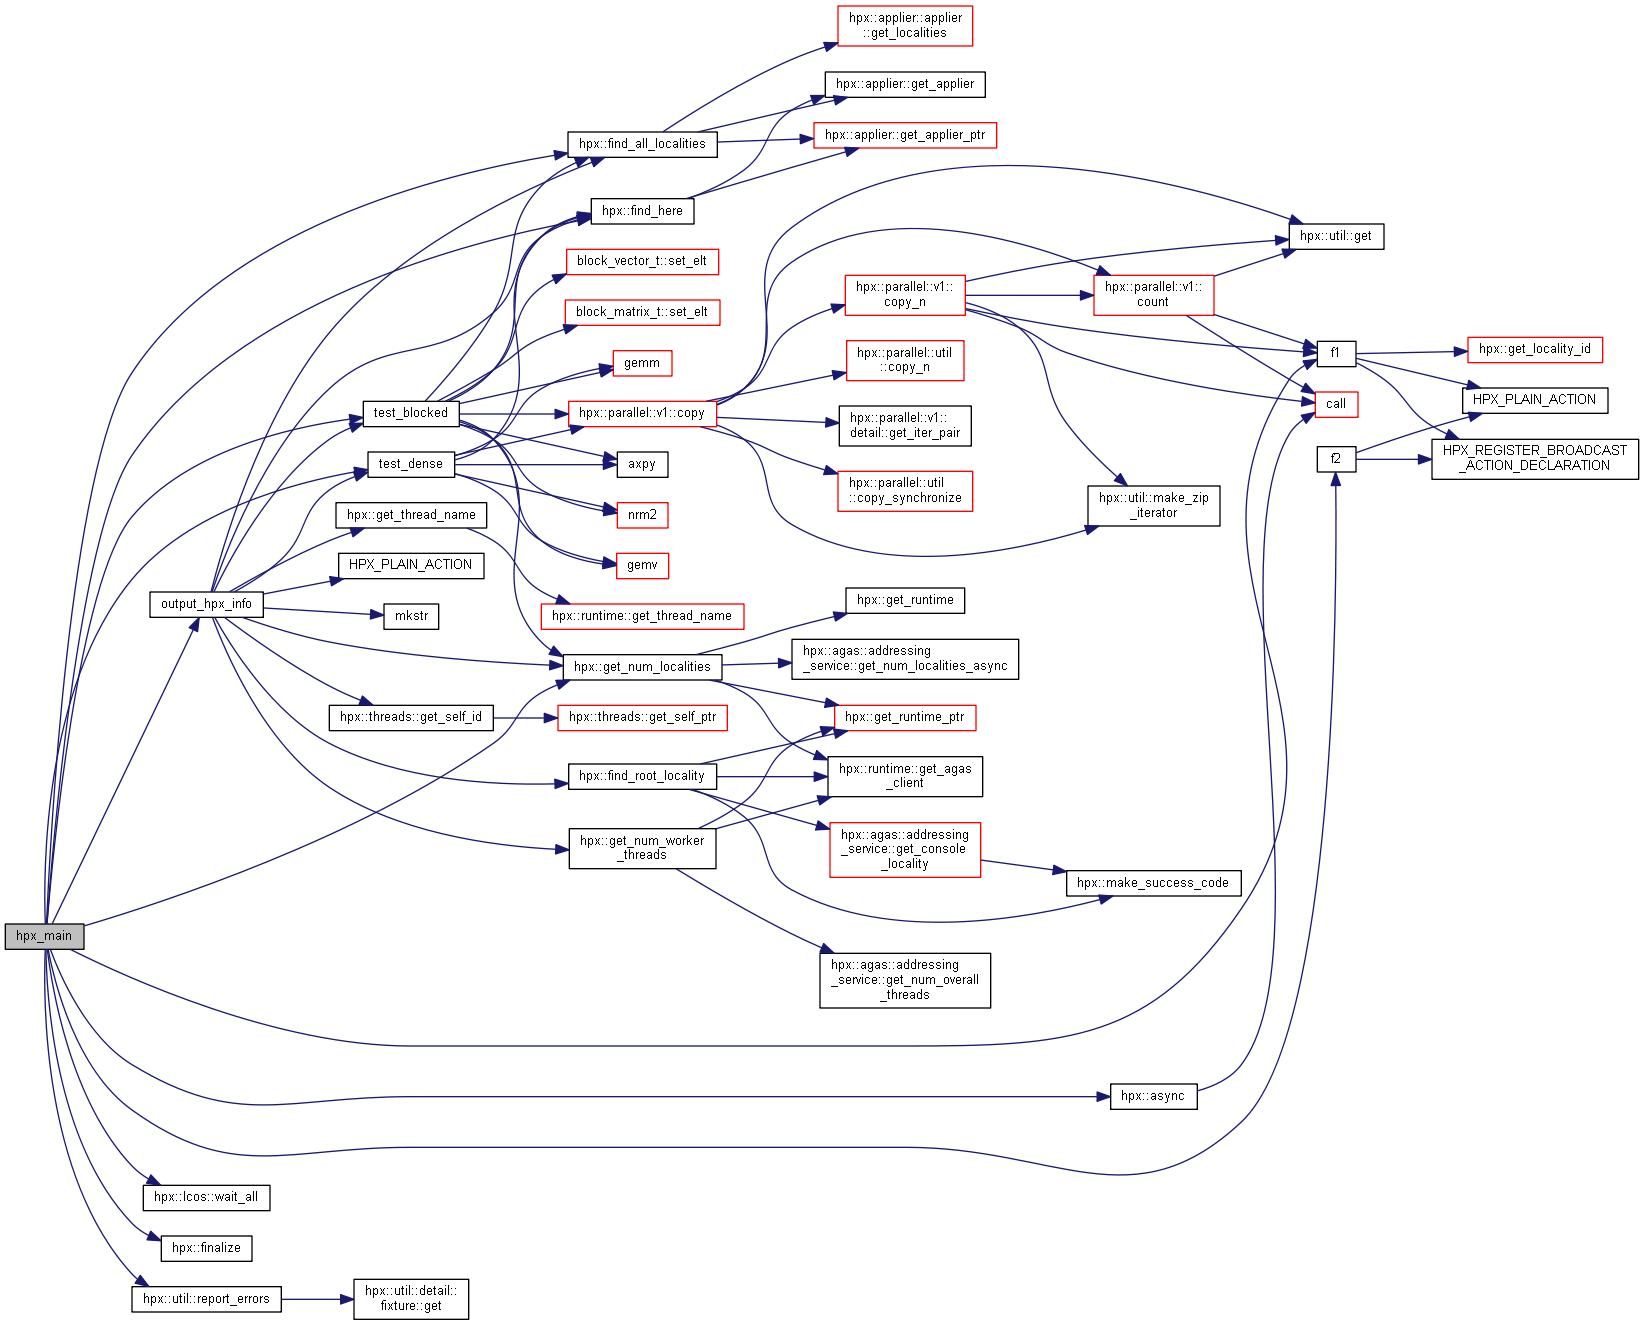 hpx::applier::applier
::get_localities
hpx::applier::get_applier
hpx::applier::get_applier_ptr
hpx::find_all_localities
hpx::find_here
hpx::util::get
block_vector_t::set_elt
block_matrix_t::set_elt
hpx::parallel::v1::
copy_n
hpx::parallel::v1::
count
gemm
hpx::parallel::util
::copy_n
f1
hpx::get_locality_id
test_blocked
hpx::parallel::v1::copy
hpx::parallel::v1::
detail::get_iter_pair
call
HPX_PLAIN_ACTION
test_dense
axpy
f2
HPX_REGISTER_BROADCAST
_ACTION_DECLARATION
hpx::parallel::util
::copy_synchronize
hpx::util::make_zip
_iterator
hpx::get_thread_name
nrm2
HPX_PLAIN_ACTION
gemv
output_hpx_info
mkstr
hpx::runtime::get_thread_name
hpx::get_runtime
hpx::get_num_localities
hpx::agas::addressing
_service::get_num_localities_async
hpx::threads::get_self_id
hpx::threads::get_self_ptr
hpx::get_runtime_ptr
hpx::find_root_locality
hpx::runtime::get_agas
_client
hpx::get_num_worker
_threads
hpx::agas::addressing
_service::get_console
_locality
hpx::make_success_code
hpx_main
hpx::agas::addressing
_service::get_num_overall
_threads
hpx::async
hpx::lcos::wait_all
hpx::finalize
hpx::util::report_errors
hpx::util::detail::
fixture::get